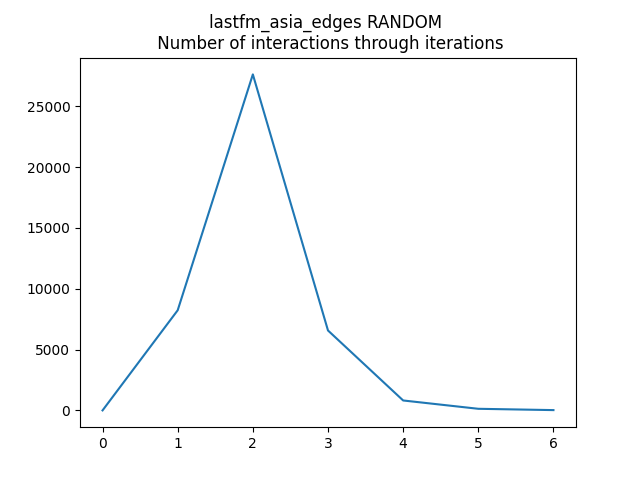 lastfm_asia_edges RANDOM
Number of interactions through iterations
25000
20000
15000
10000
5000
0
0 1 2 3 4 5 6